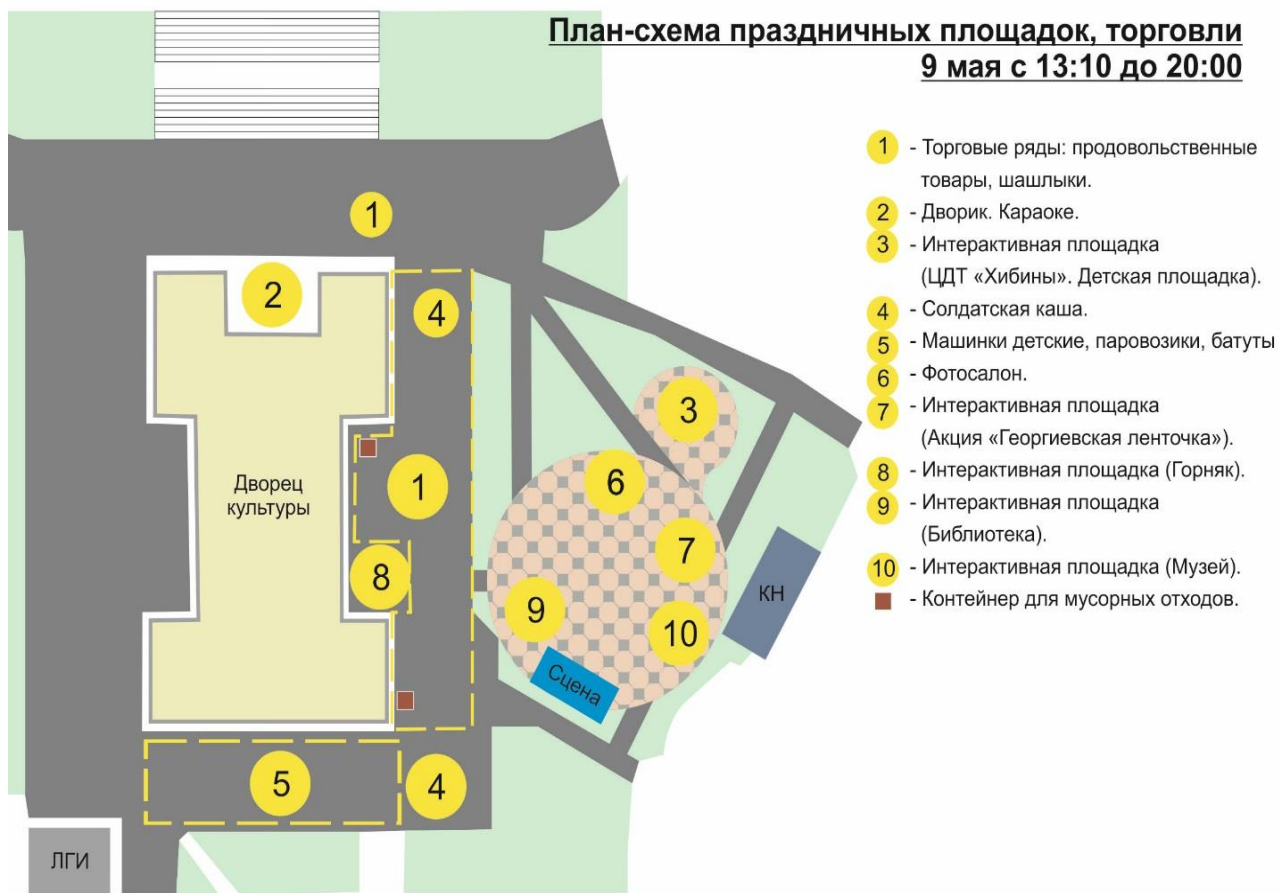 План-схема праздничных площадок, торговли
9 мая с 13:10 до 20:00
1 - Торговые ряды: продовольственные
товары, шашлыки.
2 - Дворик. Караоке.
3 - Интерактивная площадка
(ЦДТ «Хибины». Детская площадка).
4 - Солдатская каша.
5 - Машинки детские, паровозики, батуты
6 - Фотосалон.
7 - Интерактивная площадка
(Акция «Георгиевская ленточка»).
8 - Интерактивная площадка (Горняк).
9 - Интерактивная площадка
(Библиотека).
10 - Интерактивная площадка (Музей).
- Контейнер для мусорных отходов.
1
2
4
3
6
Дворец
культуры
1
7
8
КН
9
10
Сцена
5
4
ЛГИ